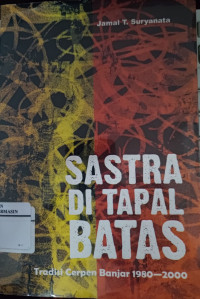 Jamal T. Suryanata
SASTRA
DI TAPAL
BATAS
Tradisi Cerpen Banjar 1980—2000